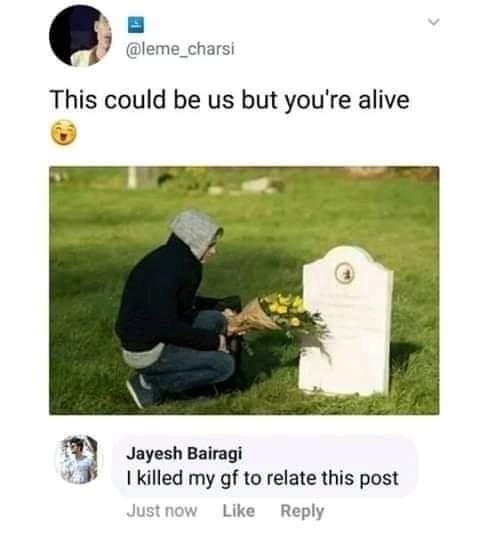 @leme_charsi
This could be us but you're alive
😄
Jayesh Bairagi
I killed my gf to relate this post
Just now Like Reply